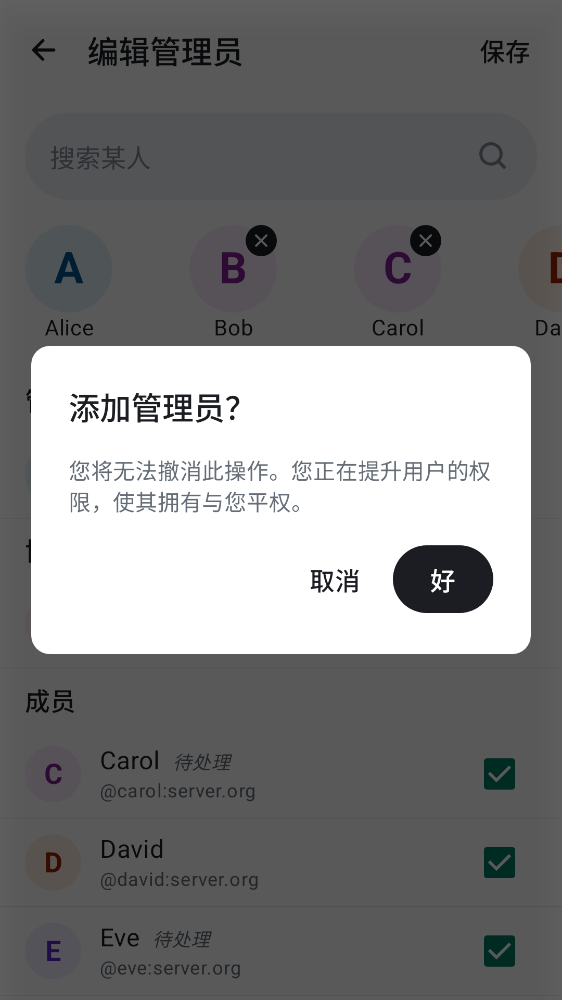 编辑管理员
保存
搜索某人
A
B
C
Alice
Bob
Carol
添加管理员？
您将无法撤消此操作。您正在提升用户的权
限，使其拥有与您平权。
取消
好
成员
C
Carol 待处理
@carol:server.org
D
David
@david:server.org
E
Eve 待处理
@eve:server.org